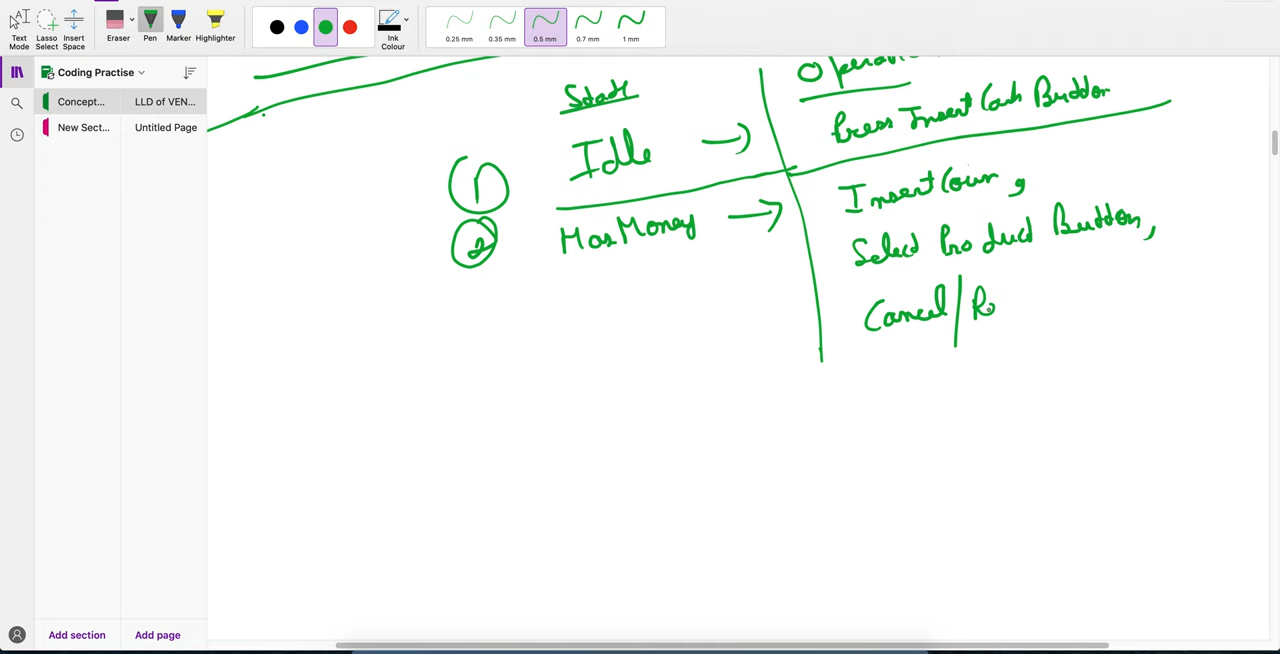 Text Mode
Lasso Select
Insert Space
Eraser
Pen
Marker
Highlighter
Ink Colour
0.25 mm
0.35 mm
0.5 mm
0.7 mm
1 mm
Coding Practise
Concept...
LLD of VEN...
New Sect...
Untitled Page
State
1 Idle → Press Insert Cash Button
2 HasMoney → Insert Coin,
Select Product Button,
Cancel/R
Add section
Add page